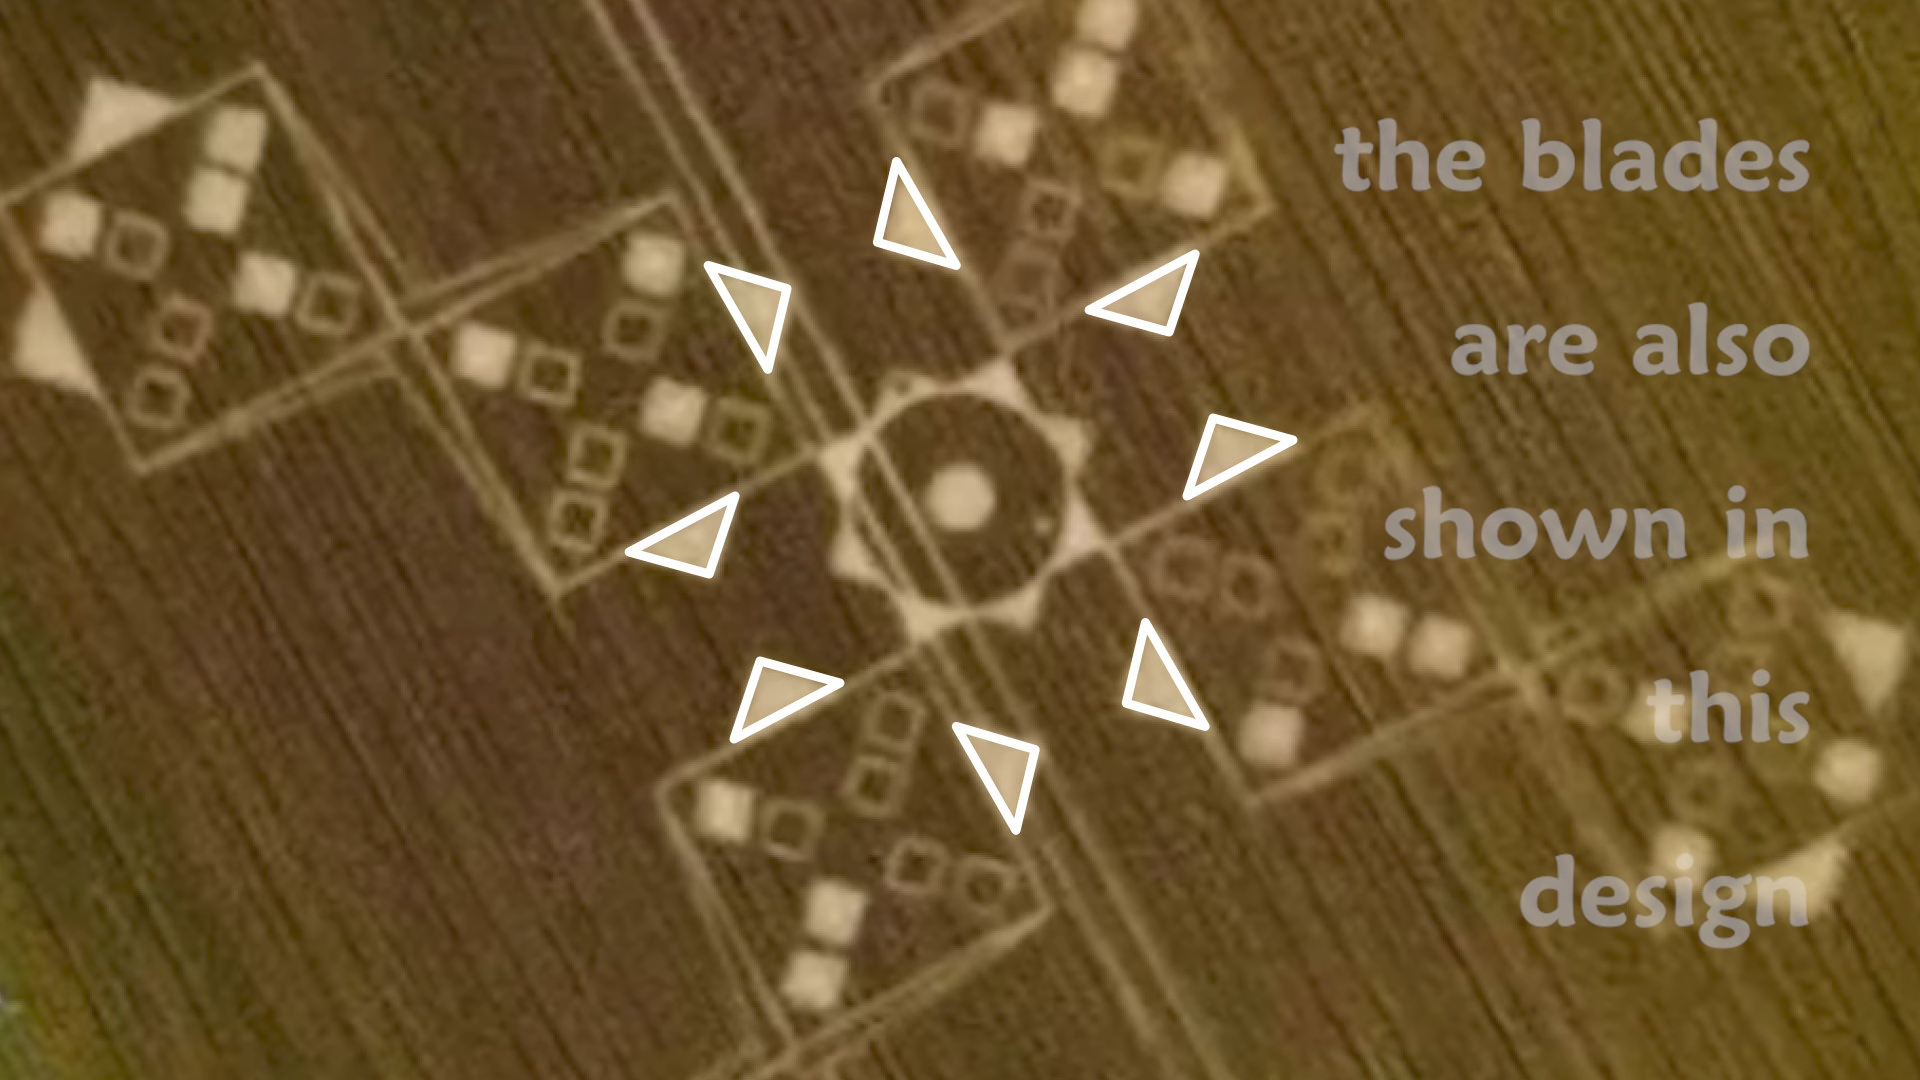 the blades
are also
shown in
this
design